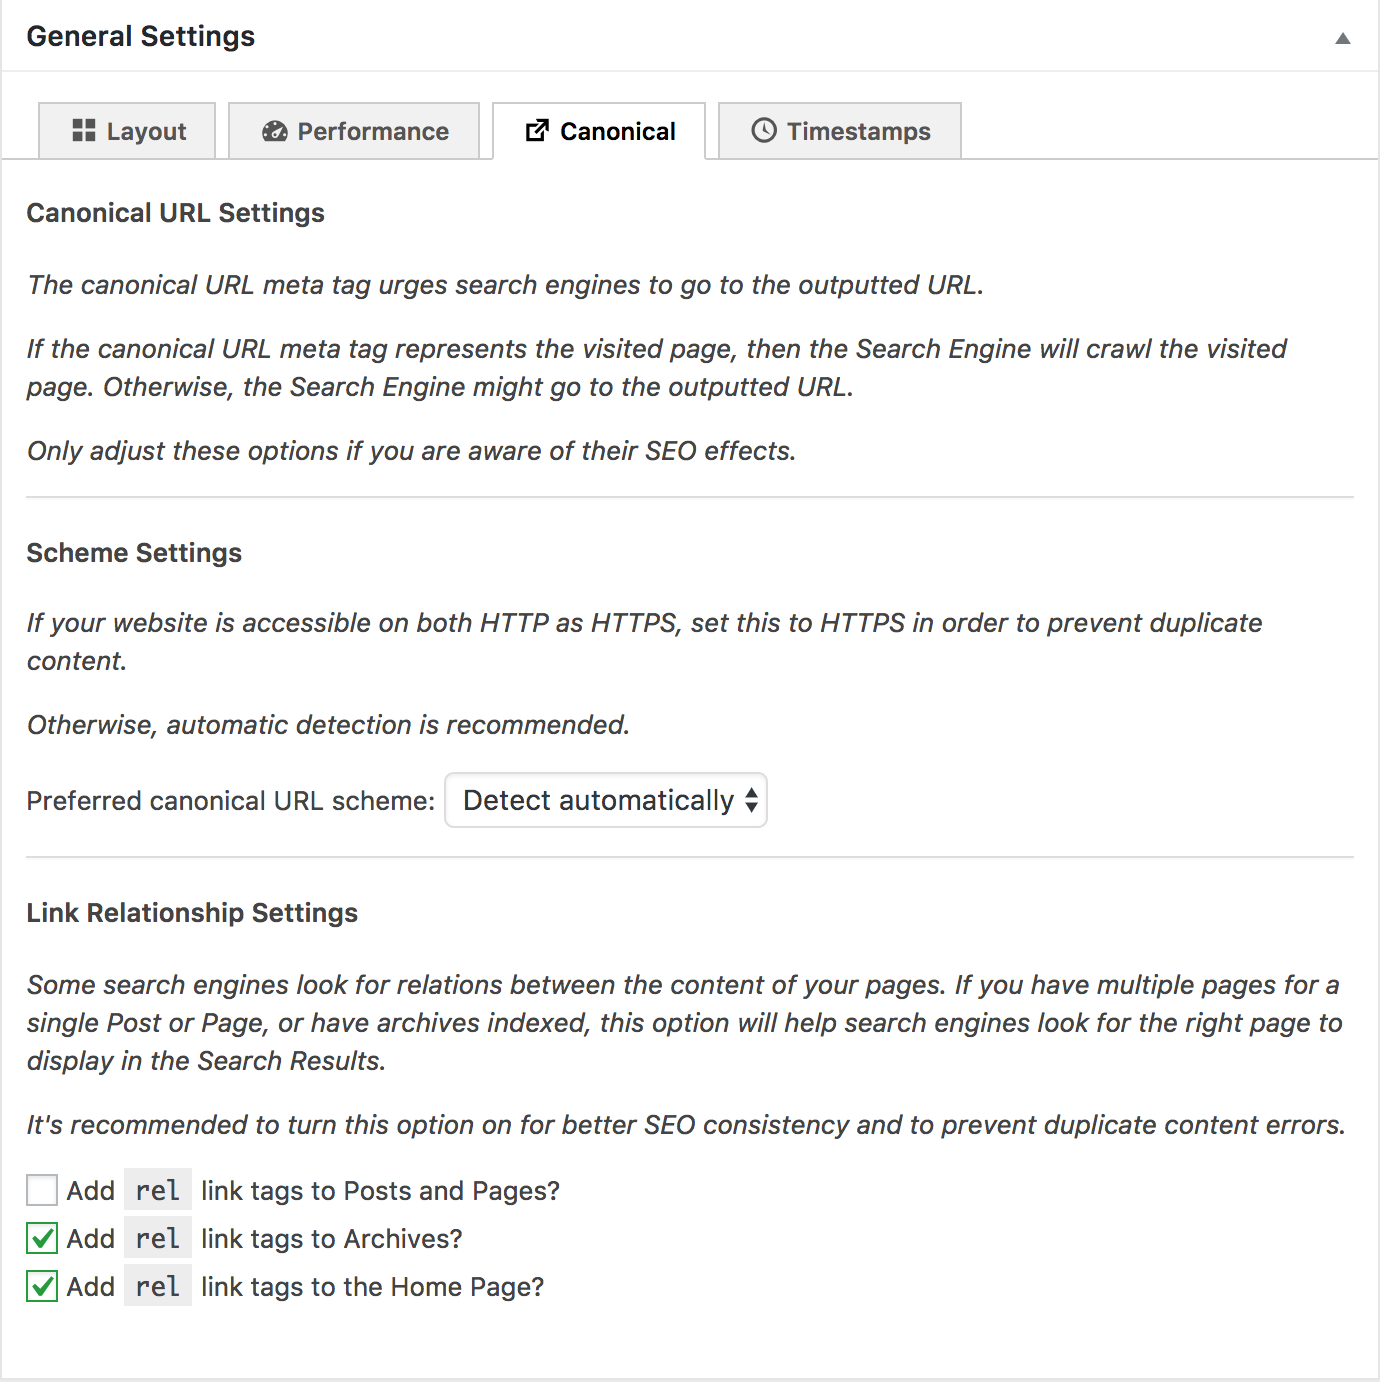 General Settings
Layout
Performance
Canonical
Timestamps
Canonical URL Settings
The canonical URL meta tag urges search engines to go to the outputted URL.
If the canonical URL meta tag represents the visited page, then the Search Engine will crawl the visited
page. Otherwise, the Search Engine might go to the outputted URL.
Only adjust these options if you are aware of their SEO effects.
Scheme Settings
If your website is accessible on both HTTP as HTTPS, set this to HTTPS in order to prevent duplicate
content.
Otherwise, automatic detection is recommended.
Preferred canonical URL scheme: Detect automatically
Link Relationship Settings
Some search engines look for relations between the content of your pages. If you have multiple pages for a
single Post or Page, or have archives indexed, this option will help search engines look for the right page to
display in the Search Results.
It's recommended to turn this option on for better SEO consistency and to prevent duplicate content errors.
Add rel link tags to Posts and Pages?
Add rel link tags to Archives?
Add rel link tags to the Home Page?